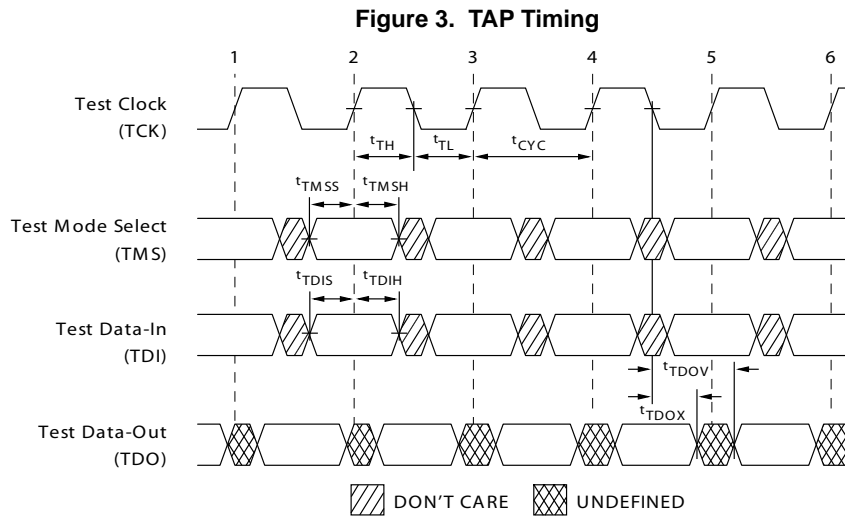 Figure 3. TAP Timing
1 2 3 4 5 6
Test Clock
(TCK)
tTH tTL tCYC
tTMSS tTMSH
Test Mode Select
(TMS)
tTDIS tTDIH
Test Data-In
(TDI)
tTDOV
tTDOX
Test Data-Out
(TDO)
DON'T CARE UNDEFINED